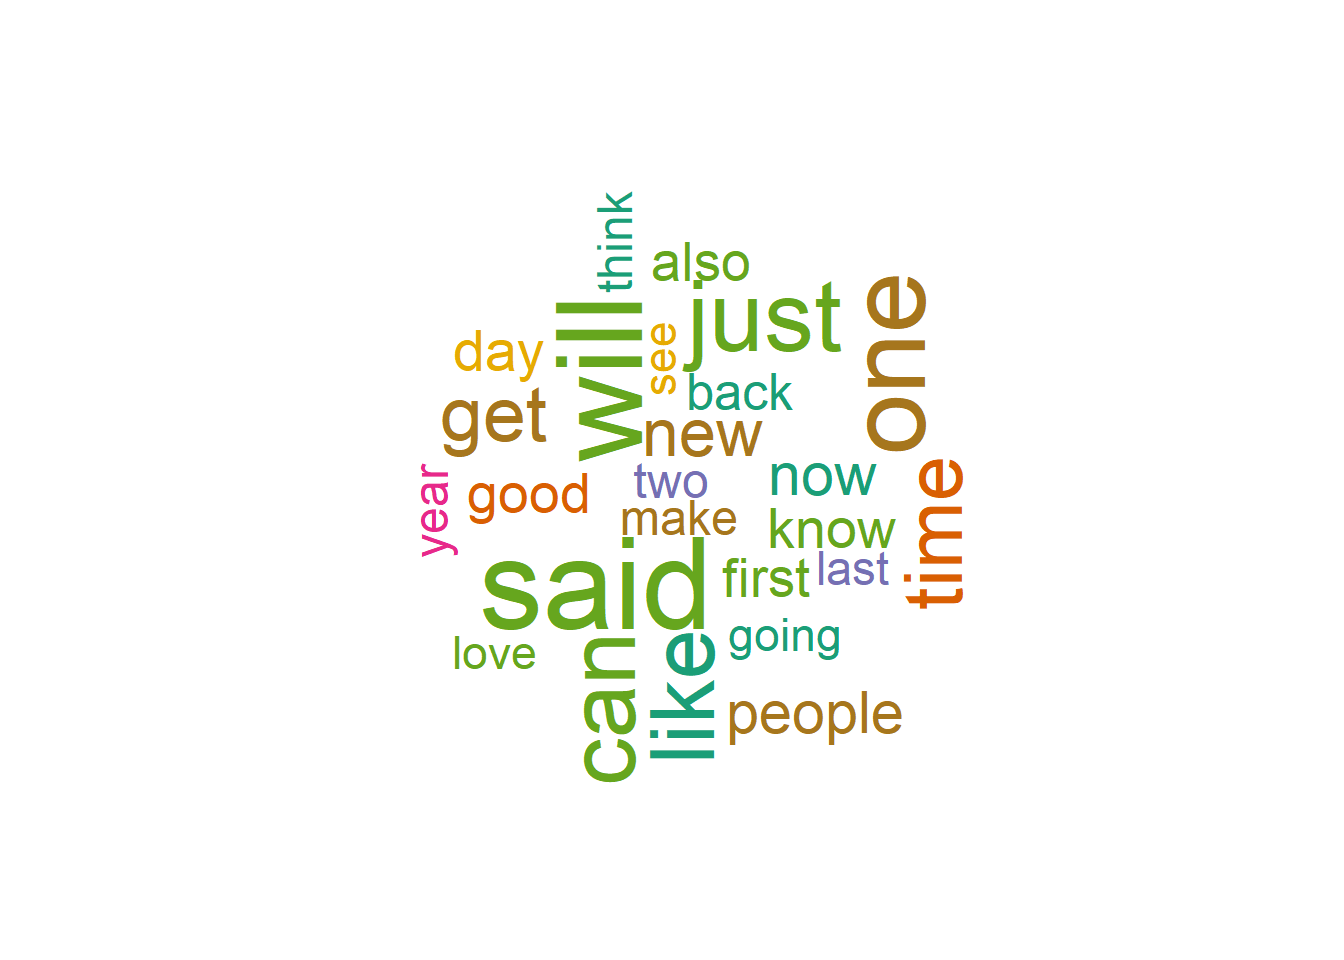 think
also
will
just
one
see
day
back
get
new
now
time
year
good
two
make
know
said
first
last
love
can
like
going
people